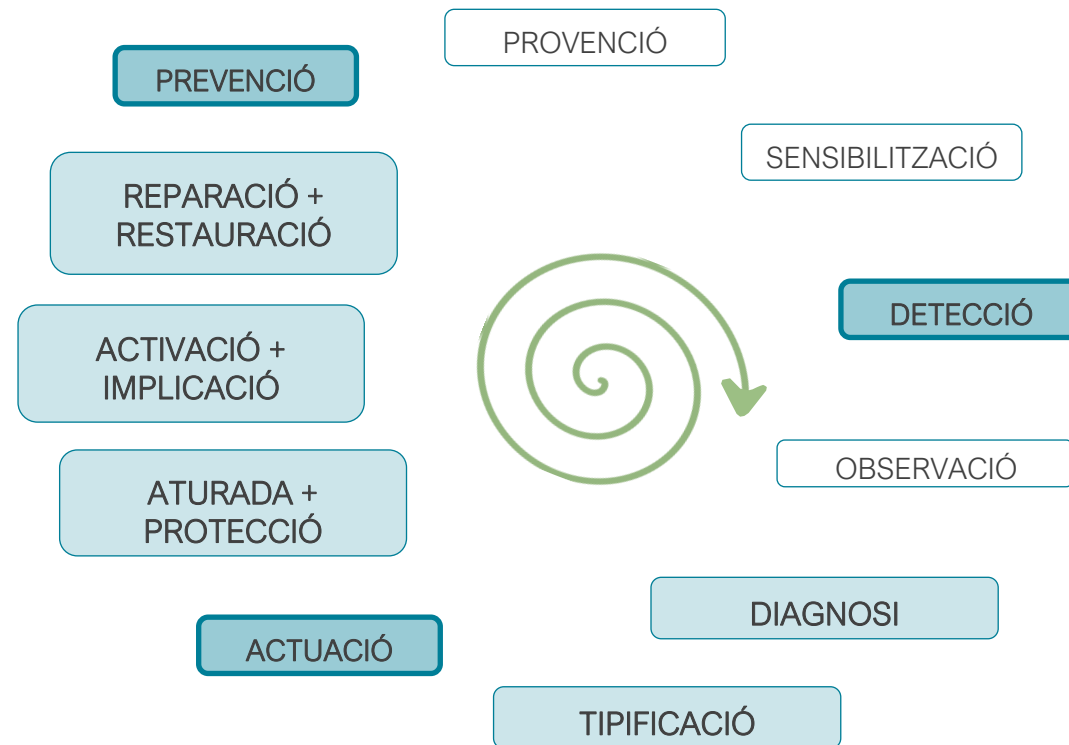 PROVENCIÓ
PREVENCIÓ
SENSIBILITZACIÓ
REPARACIÓ +
RESTAURACIÓ
DETECCIÓ
ACTIVACIÓ +
IMPLICACIÓ
OBSERVACIÓ
ATURADA +
PROTECCIÓ
DIAGNOSI
ACTUACIÓ
TIPIFICACIÓ